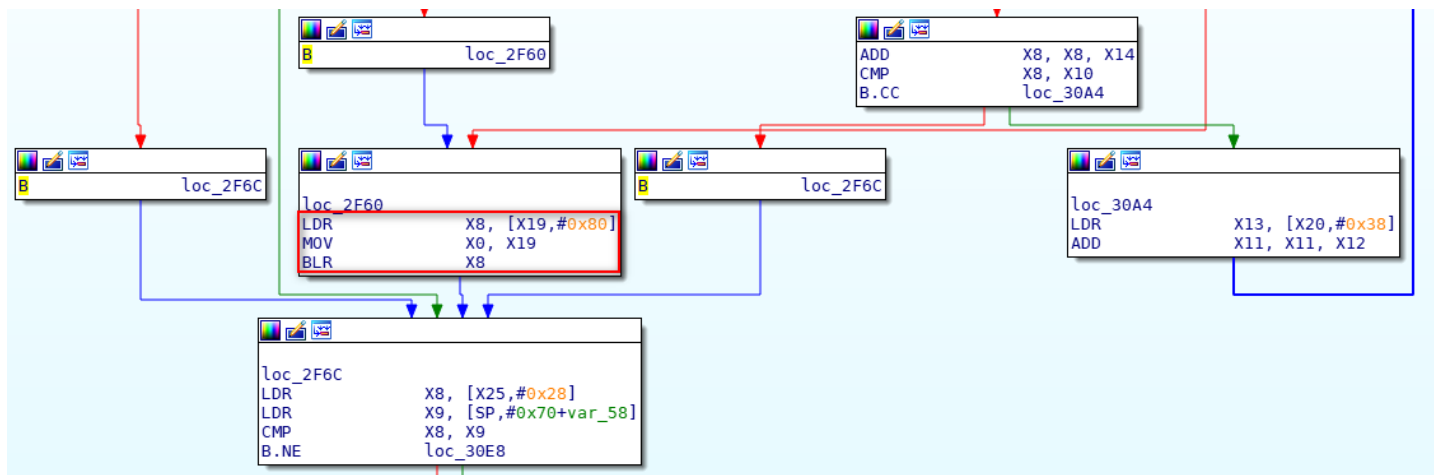 B loc_2F60
ADD X8, X8, X14
CMP X8, X10
B.CC loc_30A4
B loc_2F6C
loc_2F60
LDR X8, [X19,#0x80]
MOV X0, X19
BLR X8
B loc_2F6C
loc_30A4
LDR X13, [X20,#0x38]
ADD X11, X11, X12
loc_2F6C
LDR X8, [X25,#0x28]
LDR X9, [SP,#0x70+var_58]
CMP X8, X9
B.NE loc_30E8